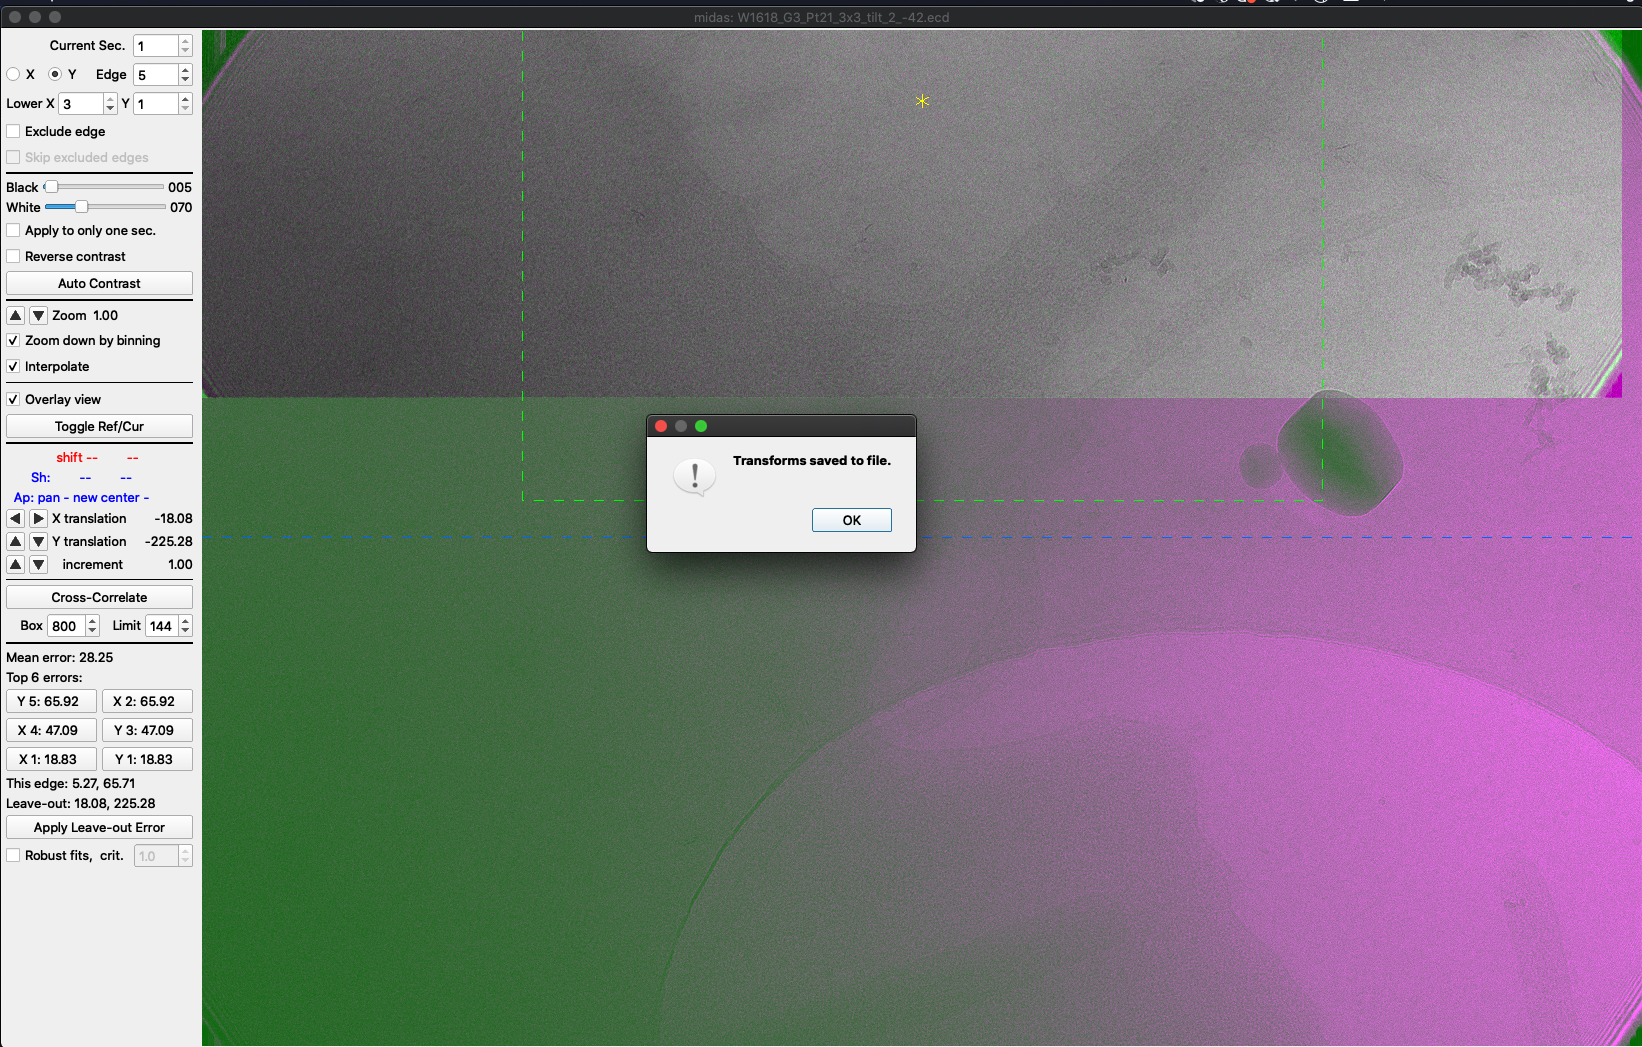 midas: W1618_G3_Pt21_3x3_tilt_2_-42.ecd
Current Sec. 1
X Y Edge 5
Lower X 3 Y 1
Exclude edge
Skip excluded edges
Black 005
White 070
Apply to only one sec.
Reverse contrast
Auto Contrast
Zoom 1.00
Zoom down by binning
Interpolate
Overlay view
Toggle Ref/Cur
shift -- --
Sh: -- --
Ap: pan - new center -
X translation -18.08
Y translation -225.28
increment 1.00
Cross-Correlate
Box 800 Limit 144
Mean error: 28.25
Top 6 errors:
Y 5: 65.92 X 2: 65.92
X 4: 47.09 Y 3: 47.09
X 1: 18.83 Y 1: 18.83
This edge: 5.27, 65.71
Leave-out: 18.08, 225.28
Apply Leave-out Error
Robust fits, crit. 1.0
Transforms saved to file.
OK